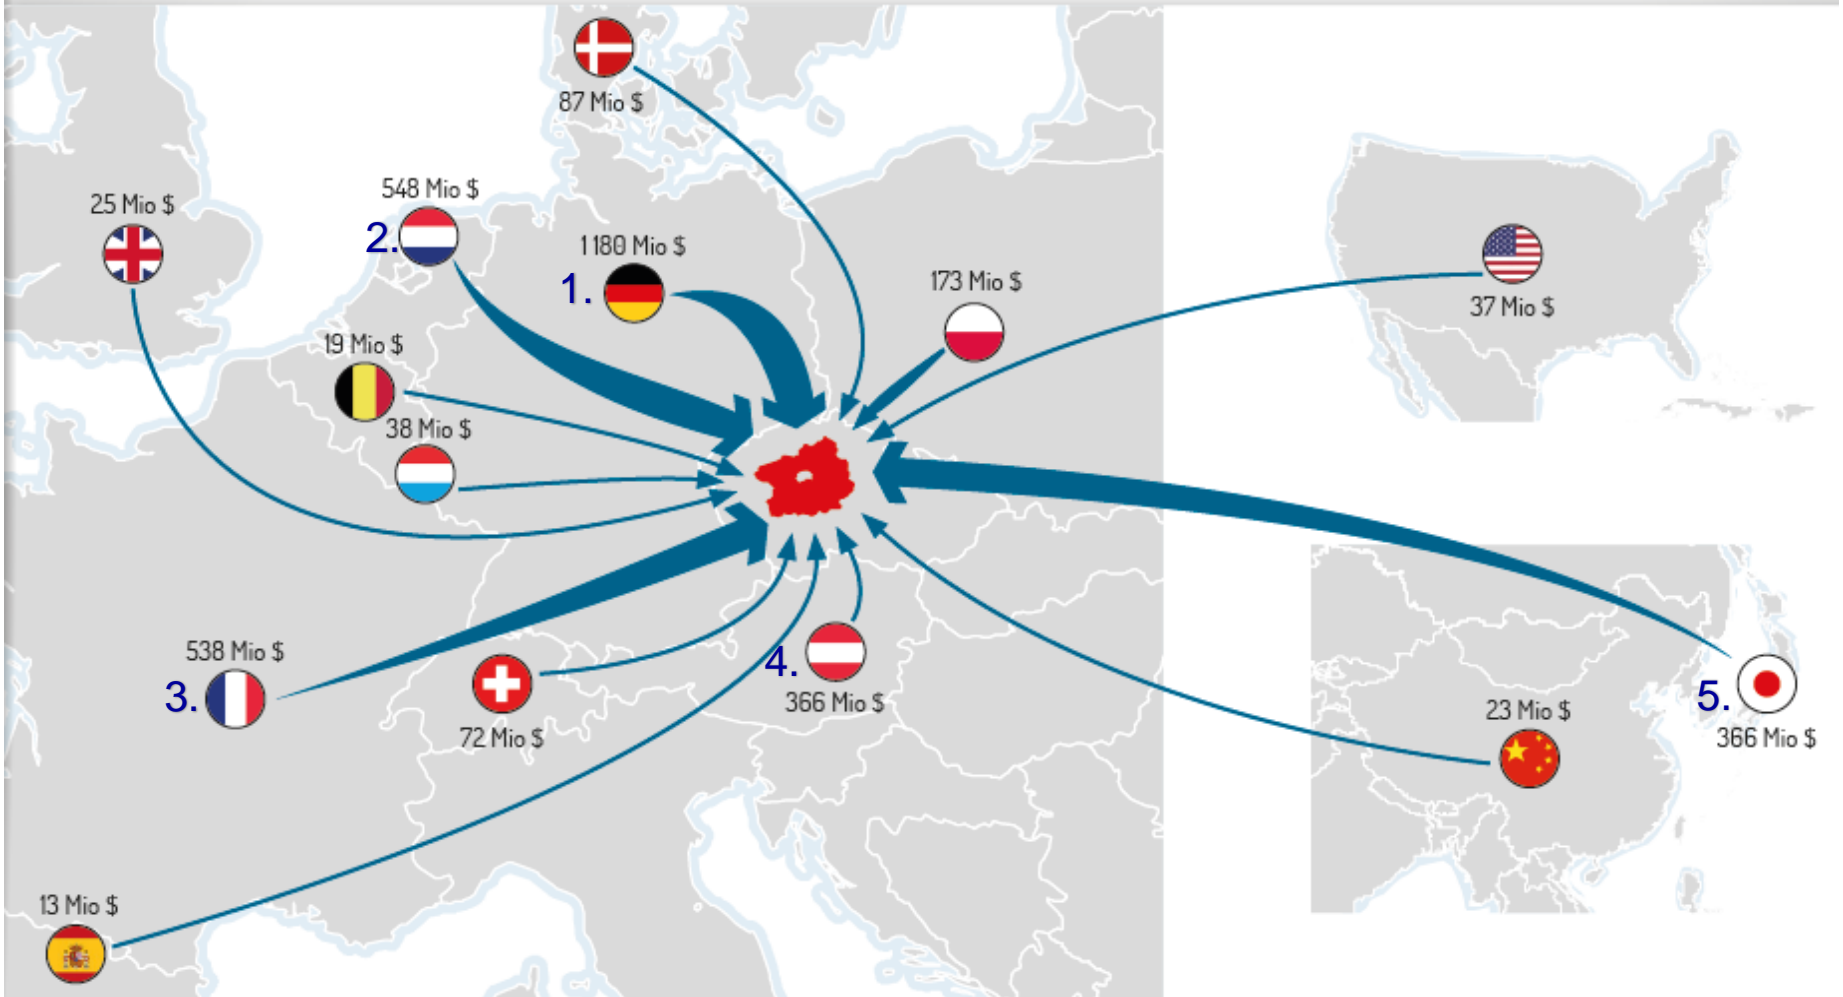 87 Mio $
25 Mio $
548 Mio $
2.
1 180 Mio $
1.
173 Mio $
37 Mio $
19 Mio $
38 Mio $
538 Mio $
3.
72 Mio $
4.
366 Mio $
23 Mio $
5.
366 Mio $
13 Mio $